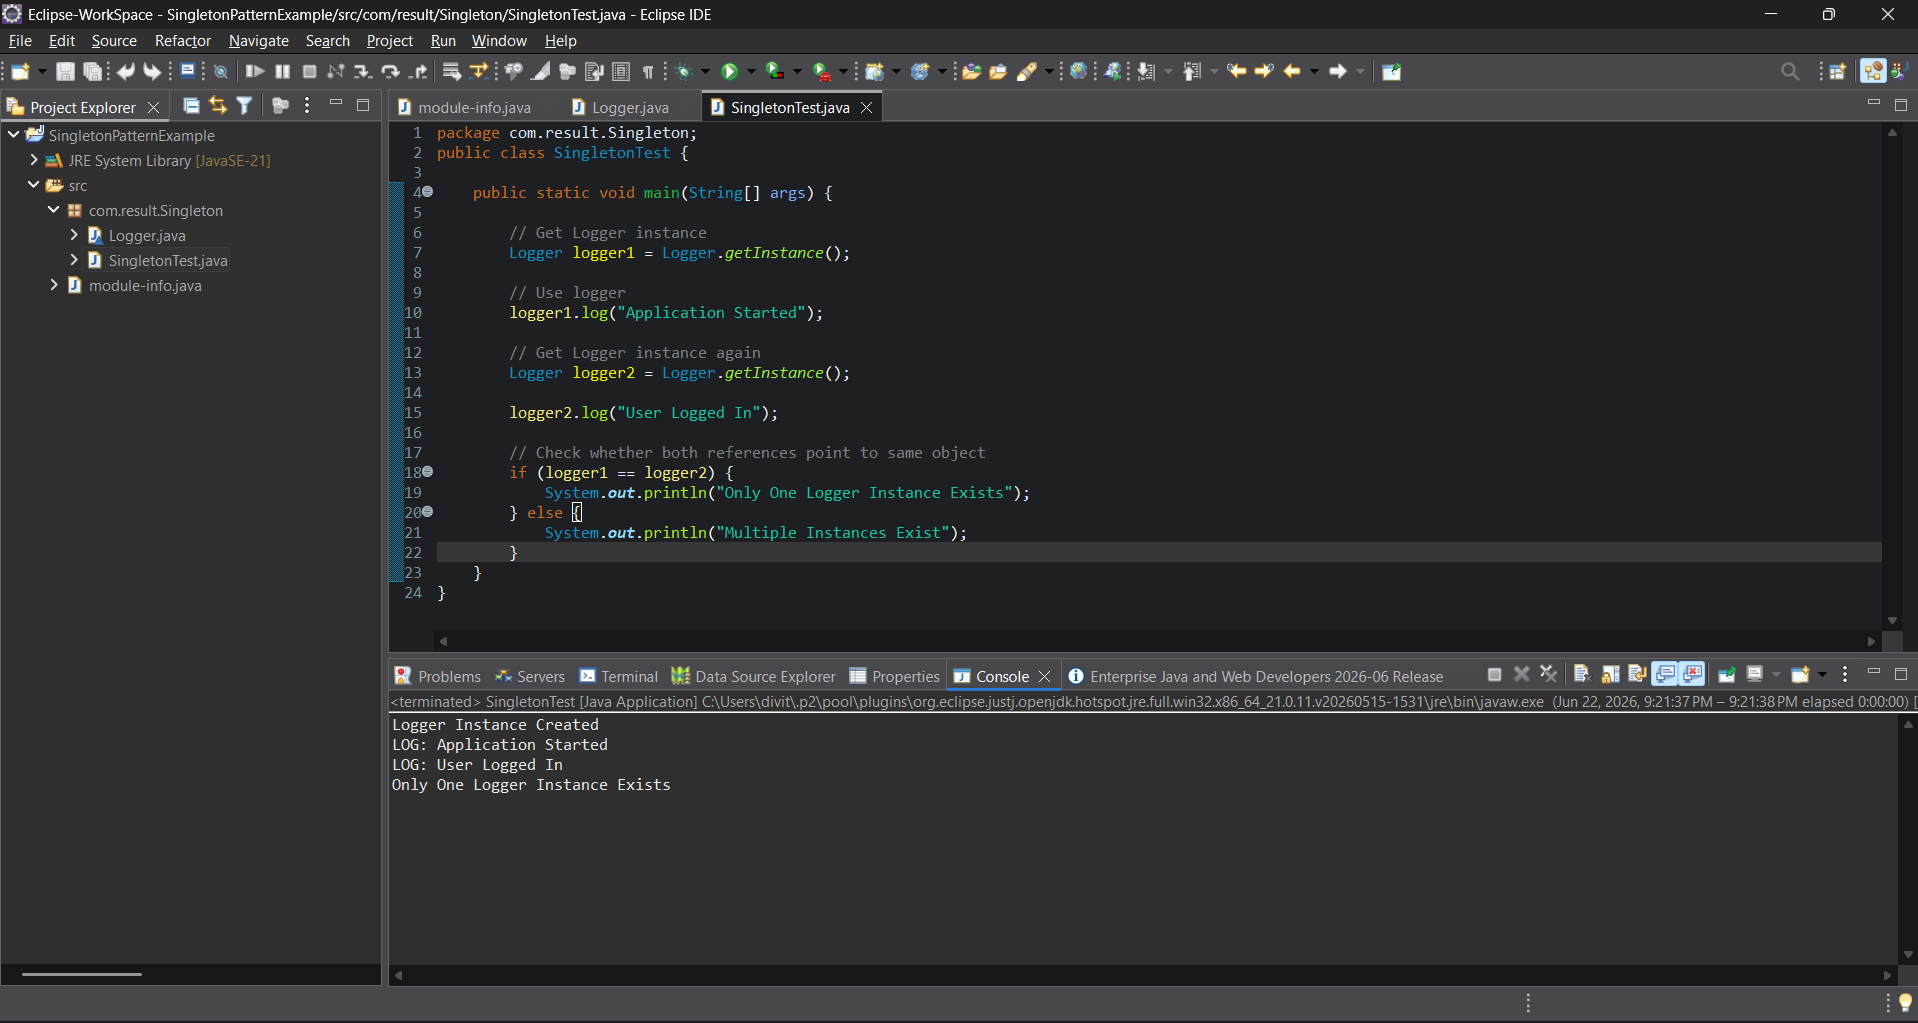 Eclipse-WorkSpace - SingletonPatternExample/src/com/result/Singleton/SingletonTest.java - Eclipse IDE
File Edit Source Refactor Navigate Search Project Run Window Help
Project Explorer
SingletonPatternExample
JRE System Library [JavaSE-21]
src
com.result.Singleton
Logger.java
SingletonTest.java
module-info.java
module-info.java Logger.java SingletonTest.java
1 package com.result.Singleton;
2 public class SingletonTest {
3
4 public static void main(String[] args) {
5
6 // Get Logger instance
7 Logger logger1 = Logger.getInstance();
8
9 // Use logger
10 logger1.log("Application Started");
11
12 // Get Logger instance again
13 Logger logger2 = Logger.getInstance();
14
15 logger2.log("User Logged In");
16
17 // Check whether both references point to same object
18 if (logger1 == logger2) {
19 System.out.println("Only One Logger Instance Exists");
20 } else {
21 System.out.println("Multiple Instances Exist");
22 }
23 }
24 }
Problems Servers Terminal Data Source Explorer Properties Console Enterprise Java and Web Developers 2026-06 Release
<terminated> SingletonTest [Java Application] C:\Users\divit\.p2\pool\plugins\org.eclipse.justj.openjdk.hotspot.jre.full.win32.x86_64_21.0.11.v20260515-1531\jre\bin\javaw.exe (Jun 22, 2026, 9:21:37 PM – 9:21:38 PM elapsed 0:00:00) [
Logger Instance Created
LOG: Application Started
LOG: User Logged In
Only One Logger Instance Exists